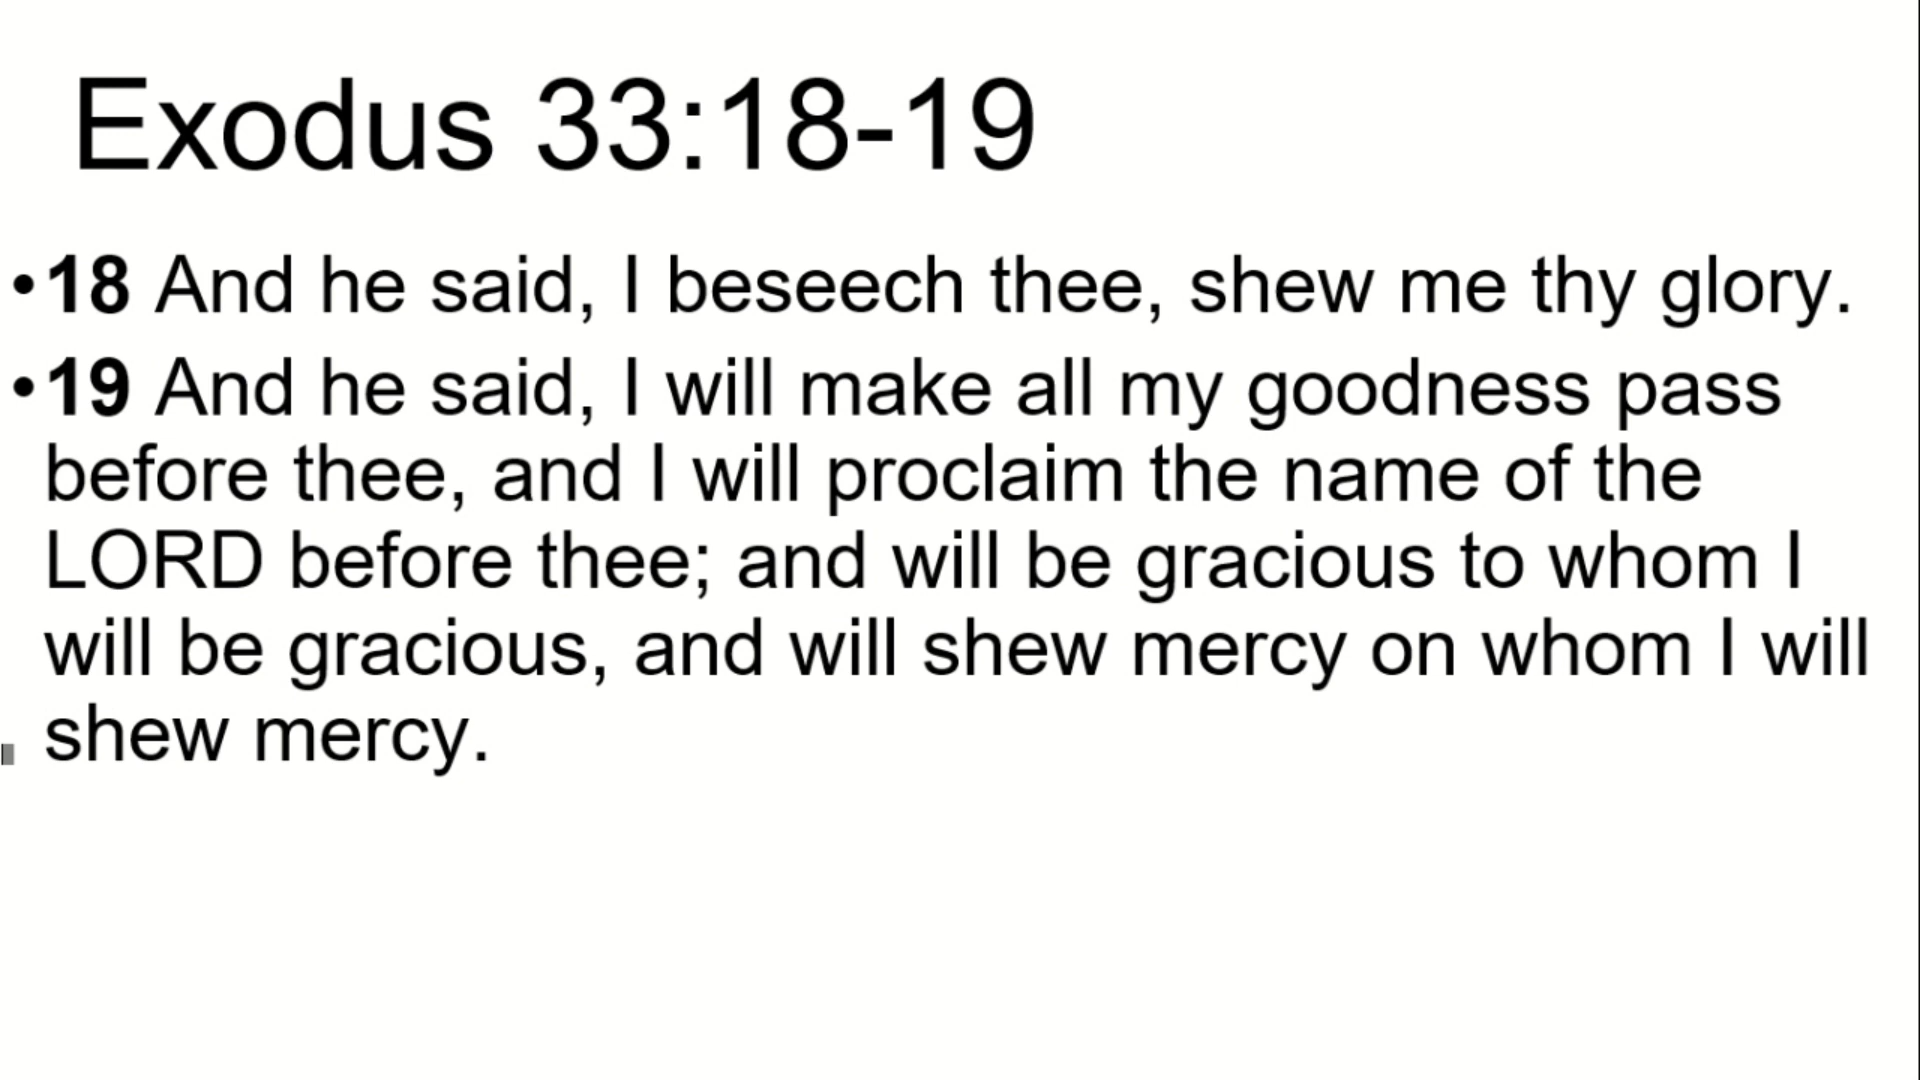 Exodus 33:18-19
•18 And he said, I beseech thee, shew me thy glory.
•19 And he said, I will make all my goodness pass
before thee, and I will proclaim the name of the
LORD before thee; and will be gracious to whom I
will be gracious, and will shew mercy on whom I will
shew mercy.